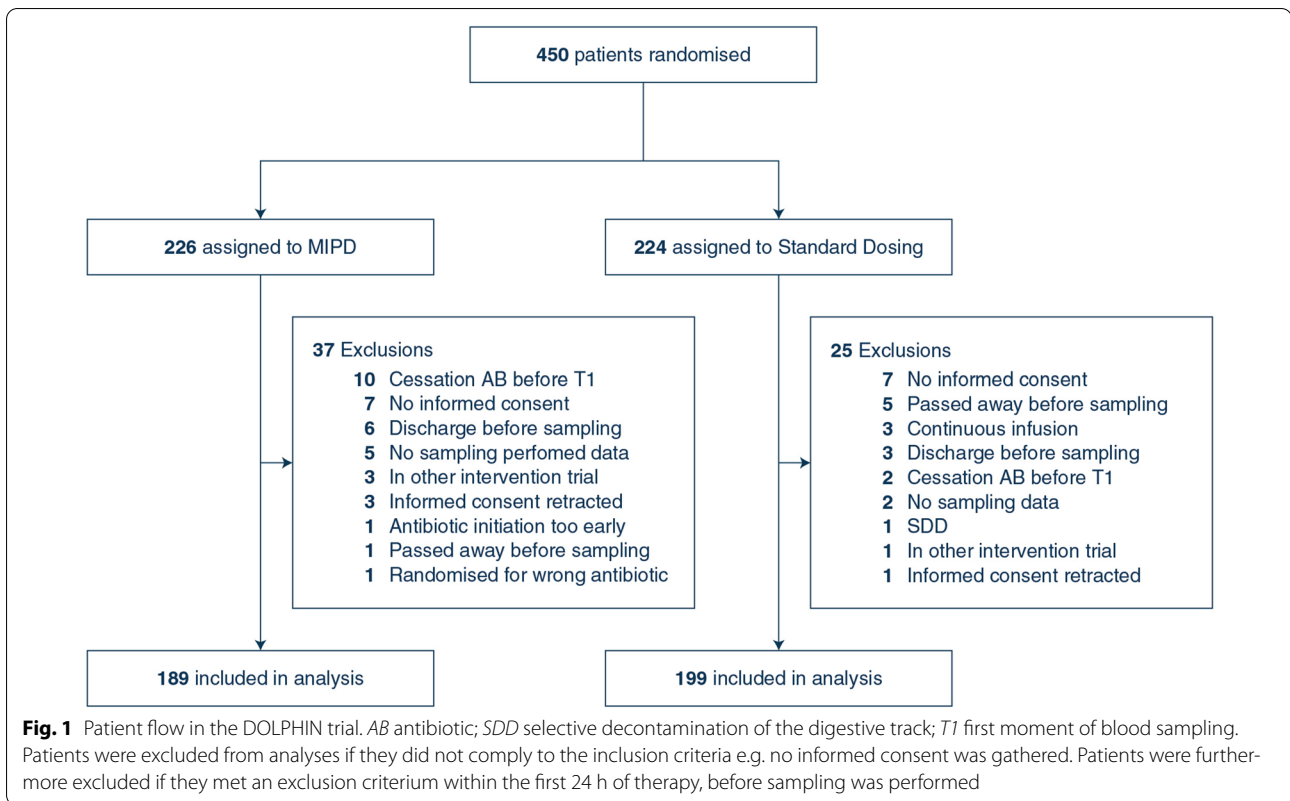 450 patients randomised
226 assigned to MIPD
224 assigned to Standard Dosing
37 Exclusions
10 Cessation AB before T1
7 No informed consent
6 Discharge before sampling
5 No sampling perfomed data
3 In other intervention trial
3 Informed consent retracted
1 Antibiotic initiation too early
1 Passed away before sampling
1 Randomised for wrong antibiotic
25 Exclusions
7 No informed consent
5 Passed away before sampling
3 Continuous infusion
3 Discharge before sampling
2 Cessation AB before T1
2 No sampling data
1 SDD
1 In other intervention trial
1 Informed consent retracted
189 included in analysis
199 included in analysis
Fig. 1 Patient flow in the DOLPHIN trial. AB antibiotic; SDD selective decontamination of the digestive track; T1 first moment of blood sampling.
Patients were excluded from analyses if they did not comply to the inclusion criteria e.g. no informed consent was gathered. Patients were further-
more excluded if they met an exclusion criterium within the first 24 h of therapy, before sampling was performed